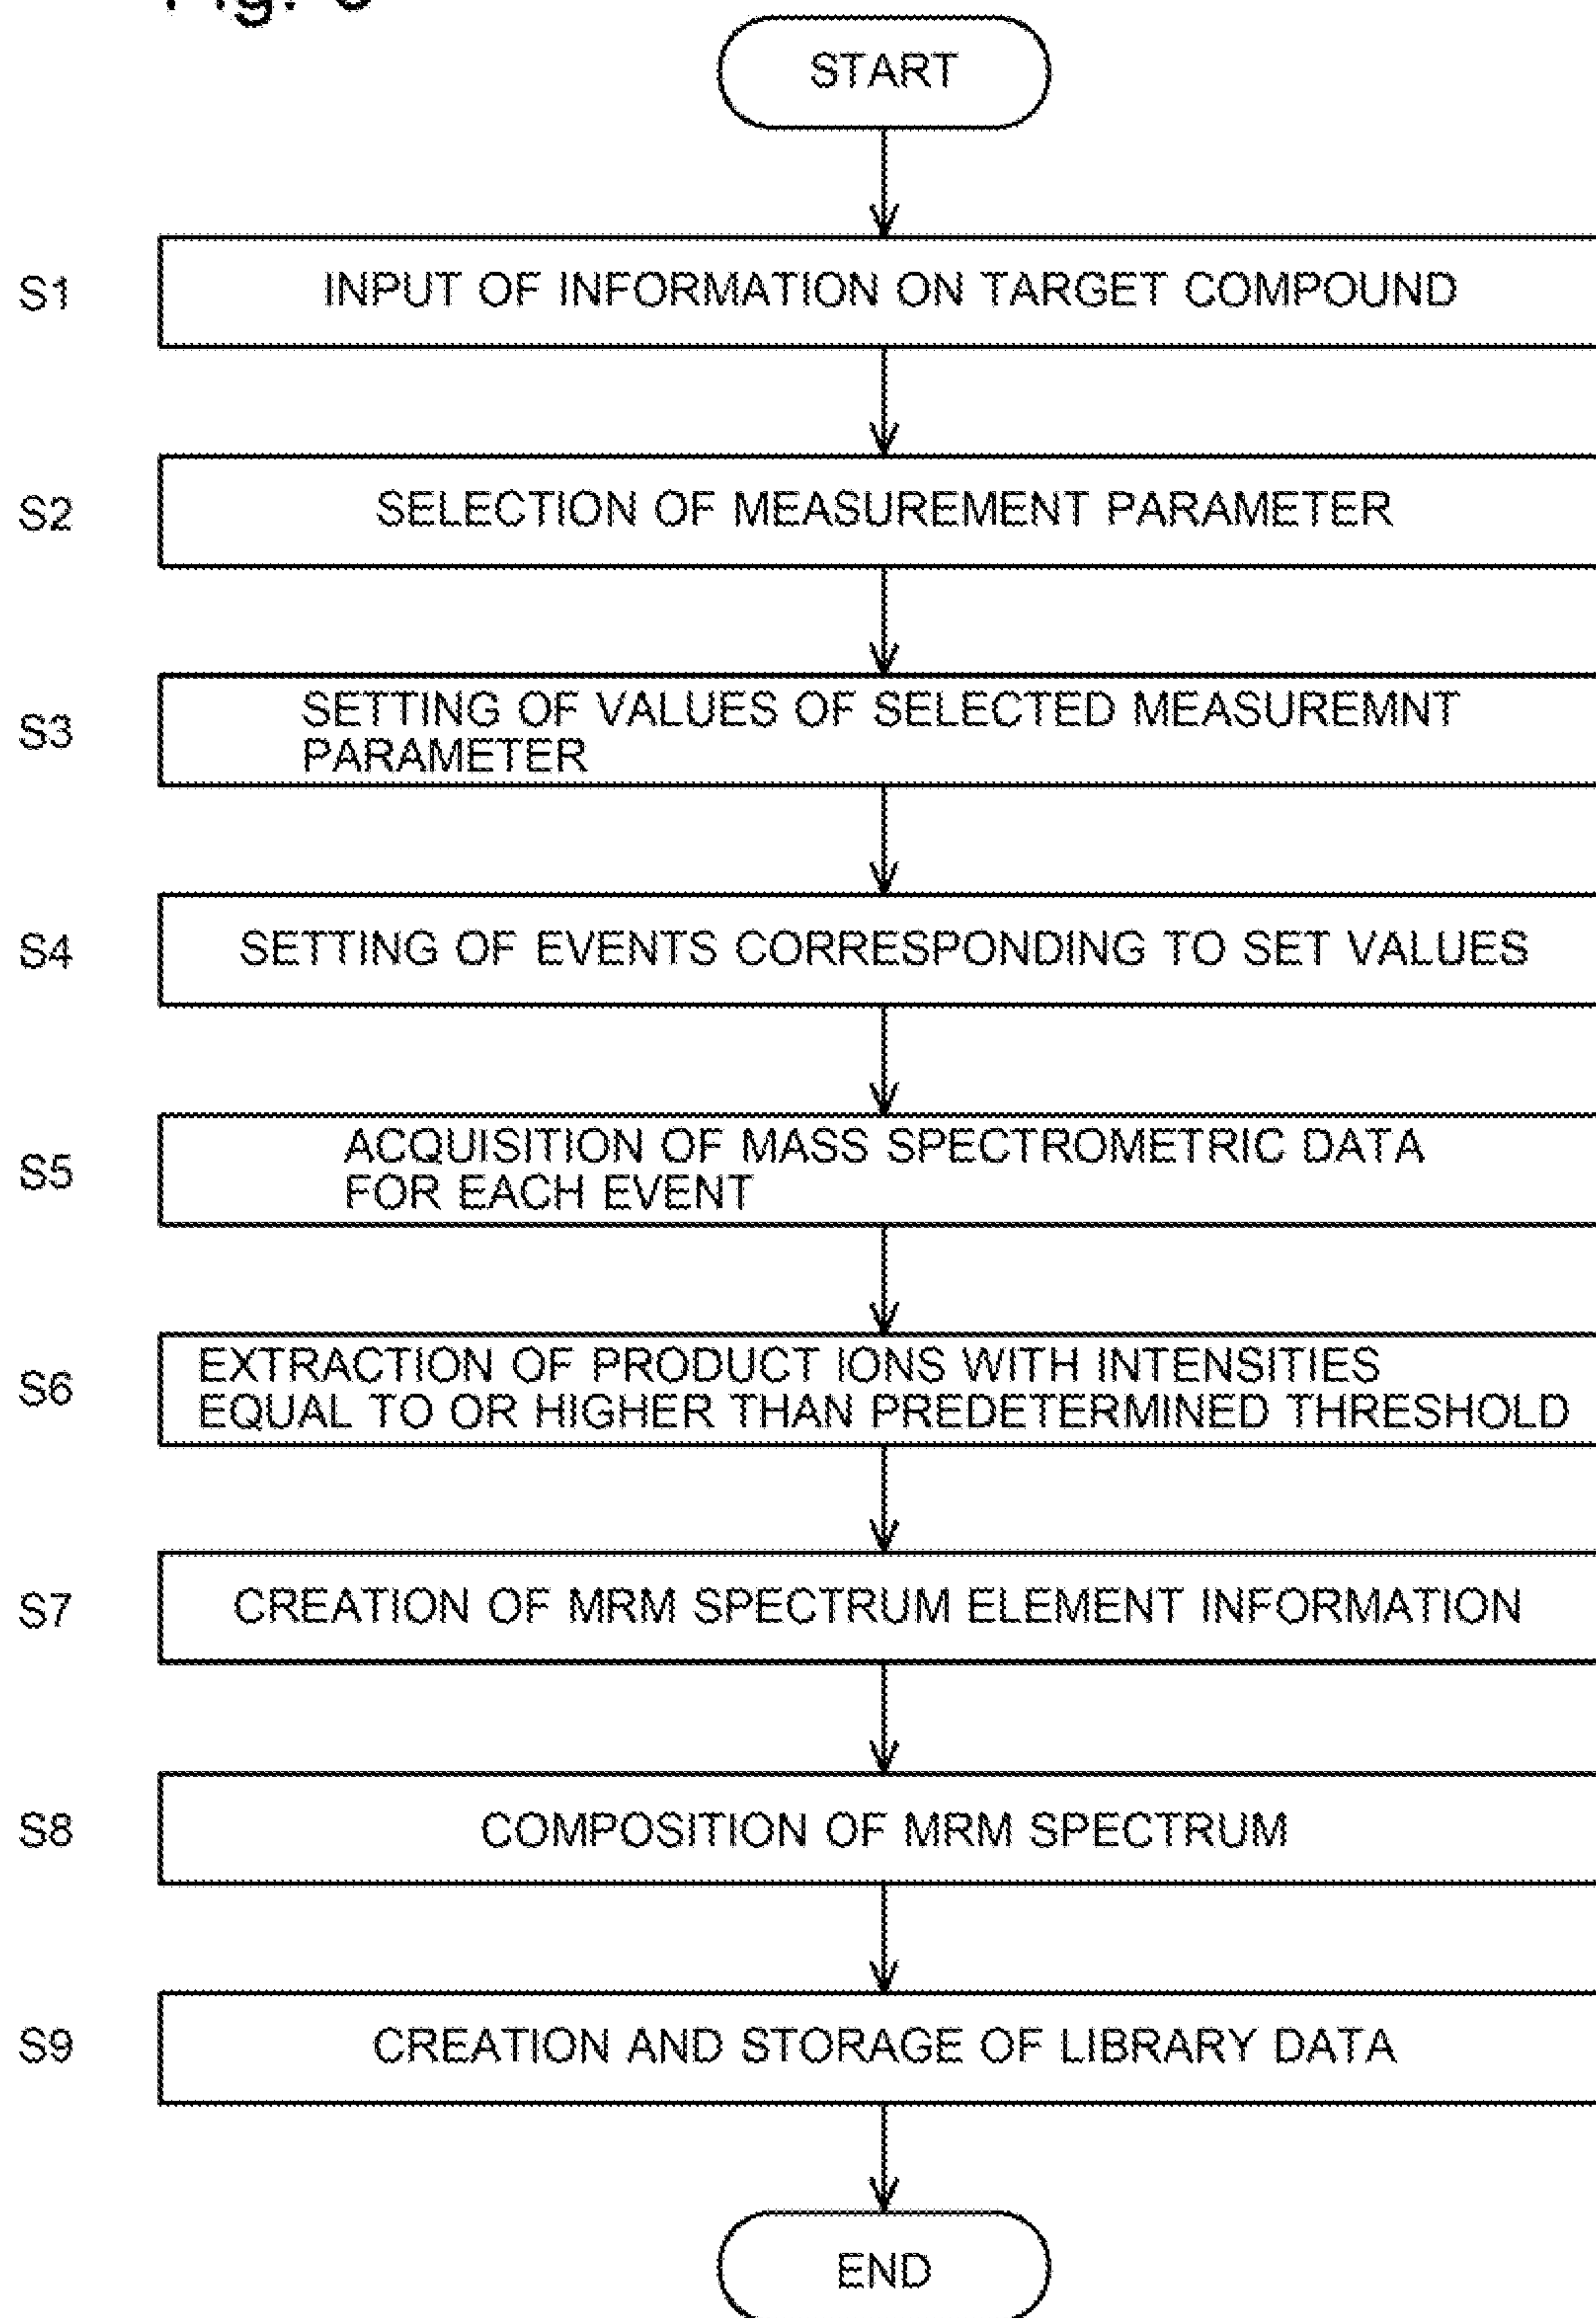 START
S1 INPUT OF INFORMATION ON TARGET COMPOUND
S2 SELECTION OF MEASUREMENT PARAMETER
S3 SETTING OF VALUES OF SELECTED MEASUREMNT
PARAMETER
S4 SETTING OF EVENTS CORRESPONDING TO SET VALUES
S5 ACQUISITION OF MASS SPECTROMETRIC DATA
FOR EACH EVENT
S6 EXTRACTION OF PRODUCT IONS WITH INTENSITIES
EQUAL TO OR HIGHER THAN PREDETERMINED THRESHOLD
S7 CREATION OF MRM SPECTRUM ELEMENT INFORMATION
S8 COMPOSITION OF MRM SPECTRUM
S9 CREATION AND STORAGE OF LIBRARY DATA
END